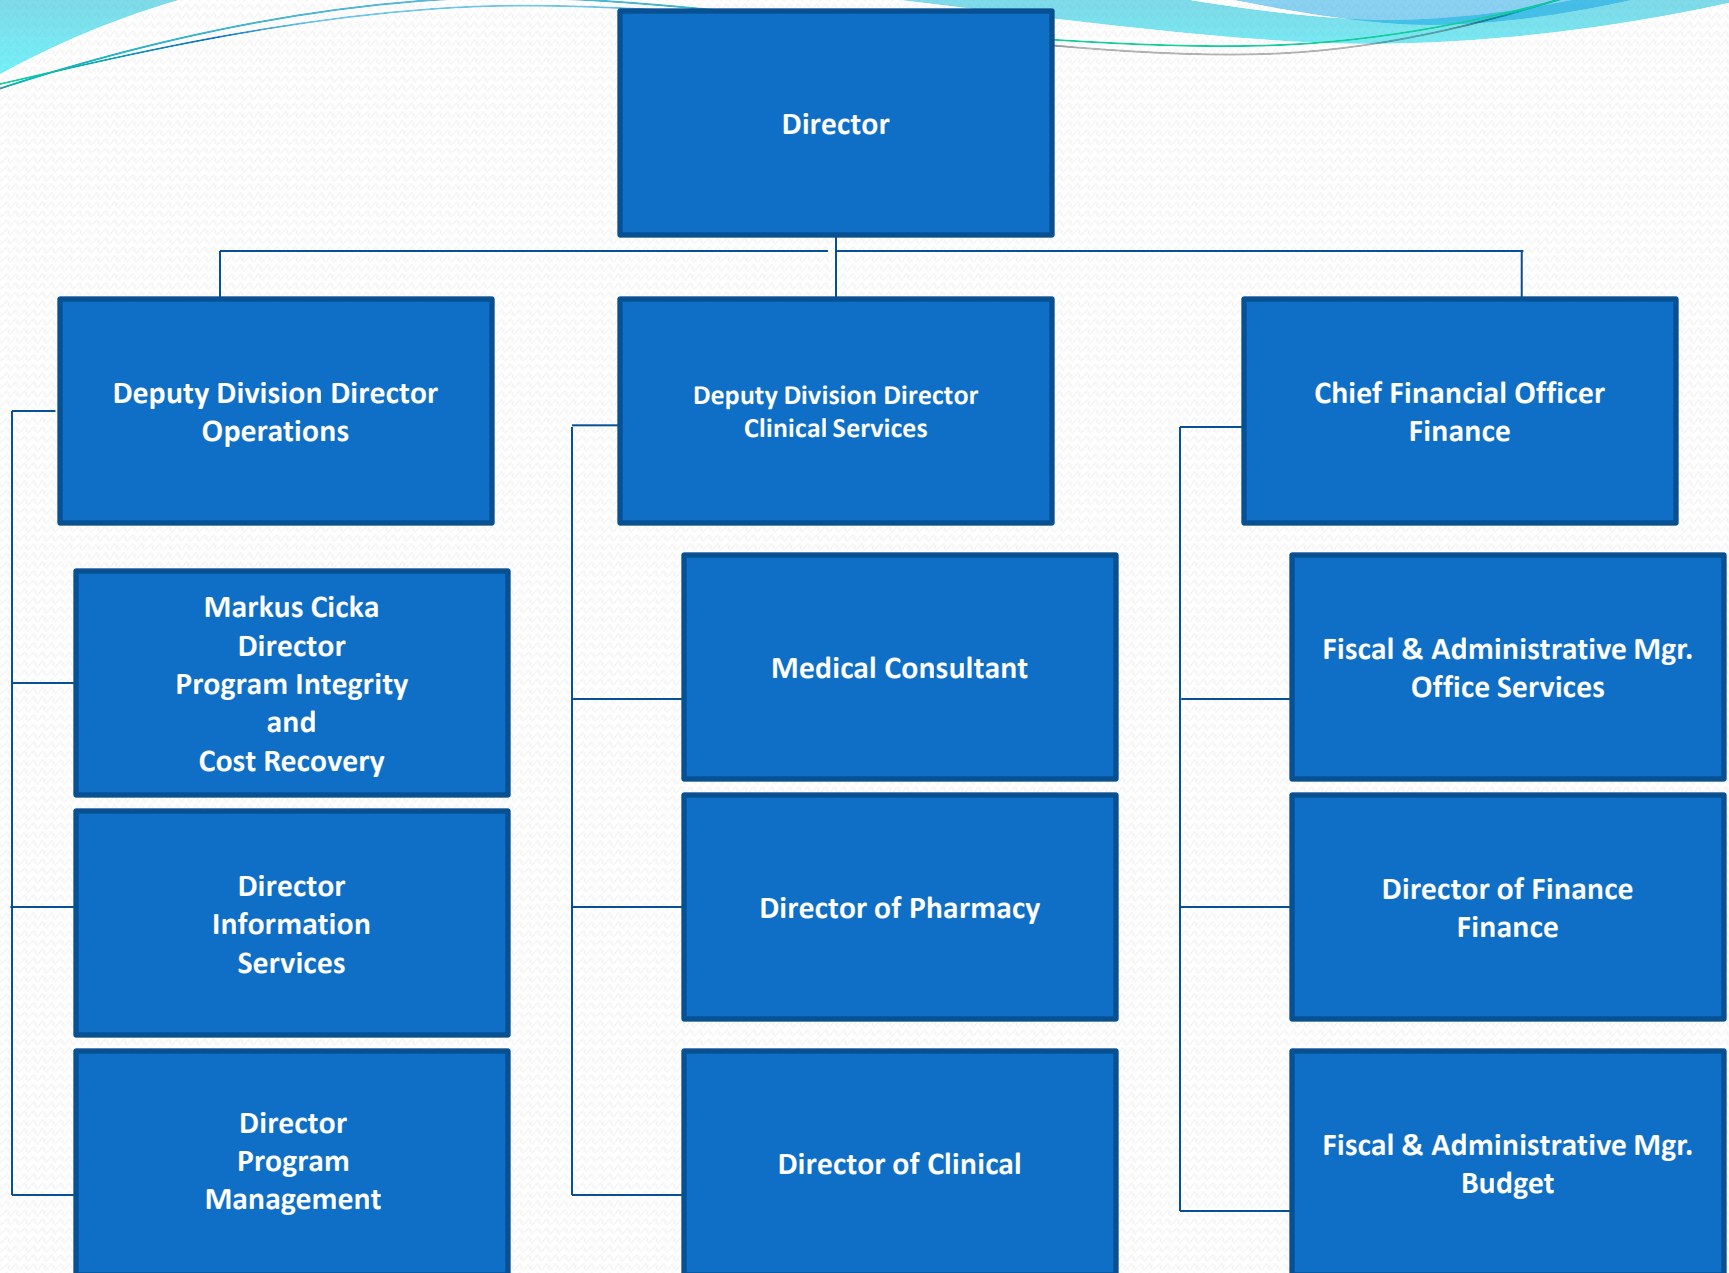 Director
Deputy Division Director
Operations
Deputy Division Director
Clinical Services
Chief Financial Officer
Finance
Markus Cicka
Director
Program Integrity
and
Cost Recovery
Medical Consultant
Fiscal & Administrative Mgr.
Office Services
Director
Information
Services
Director of Pharmacy
Director of Finance
Finance
Director
Program
Management
Director of Clinical
Fiscal & Administrative Mgr.
Budget